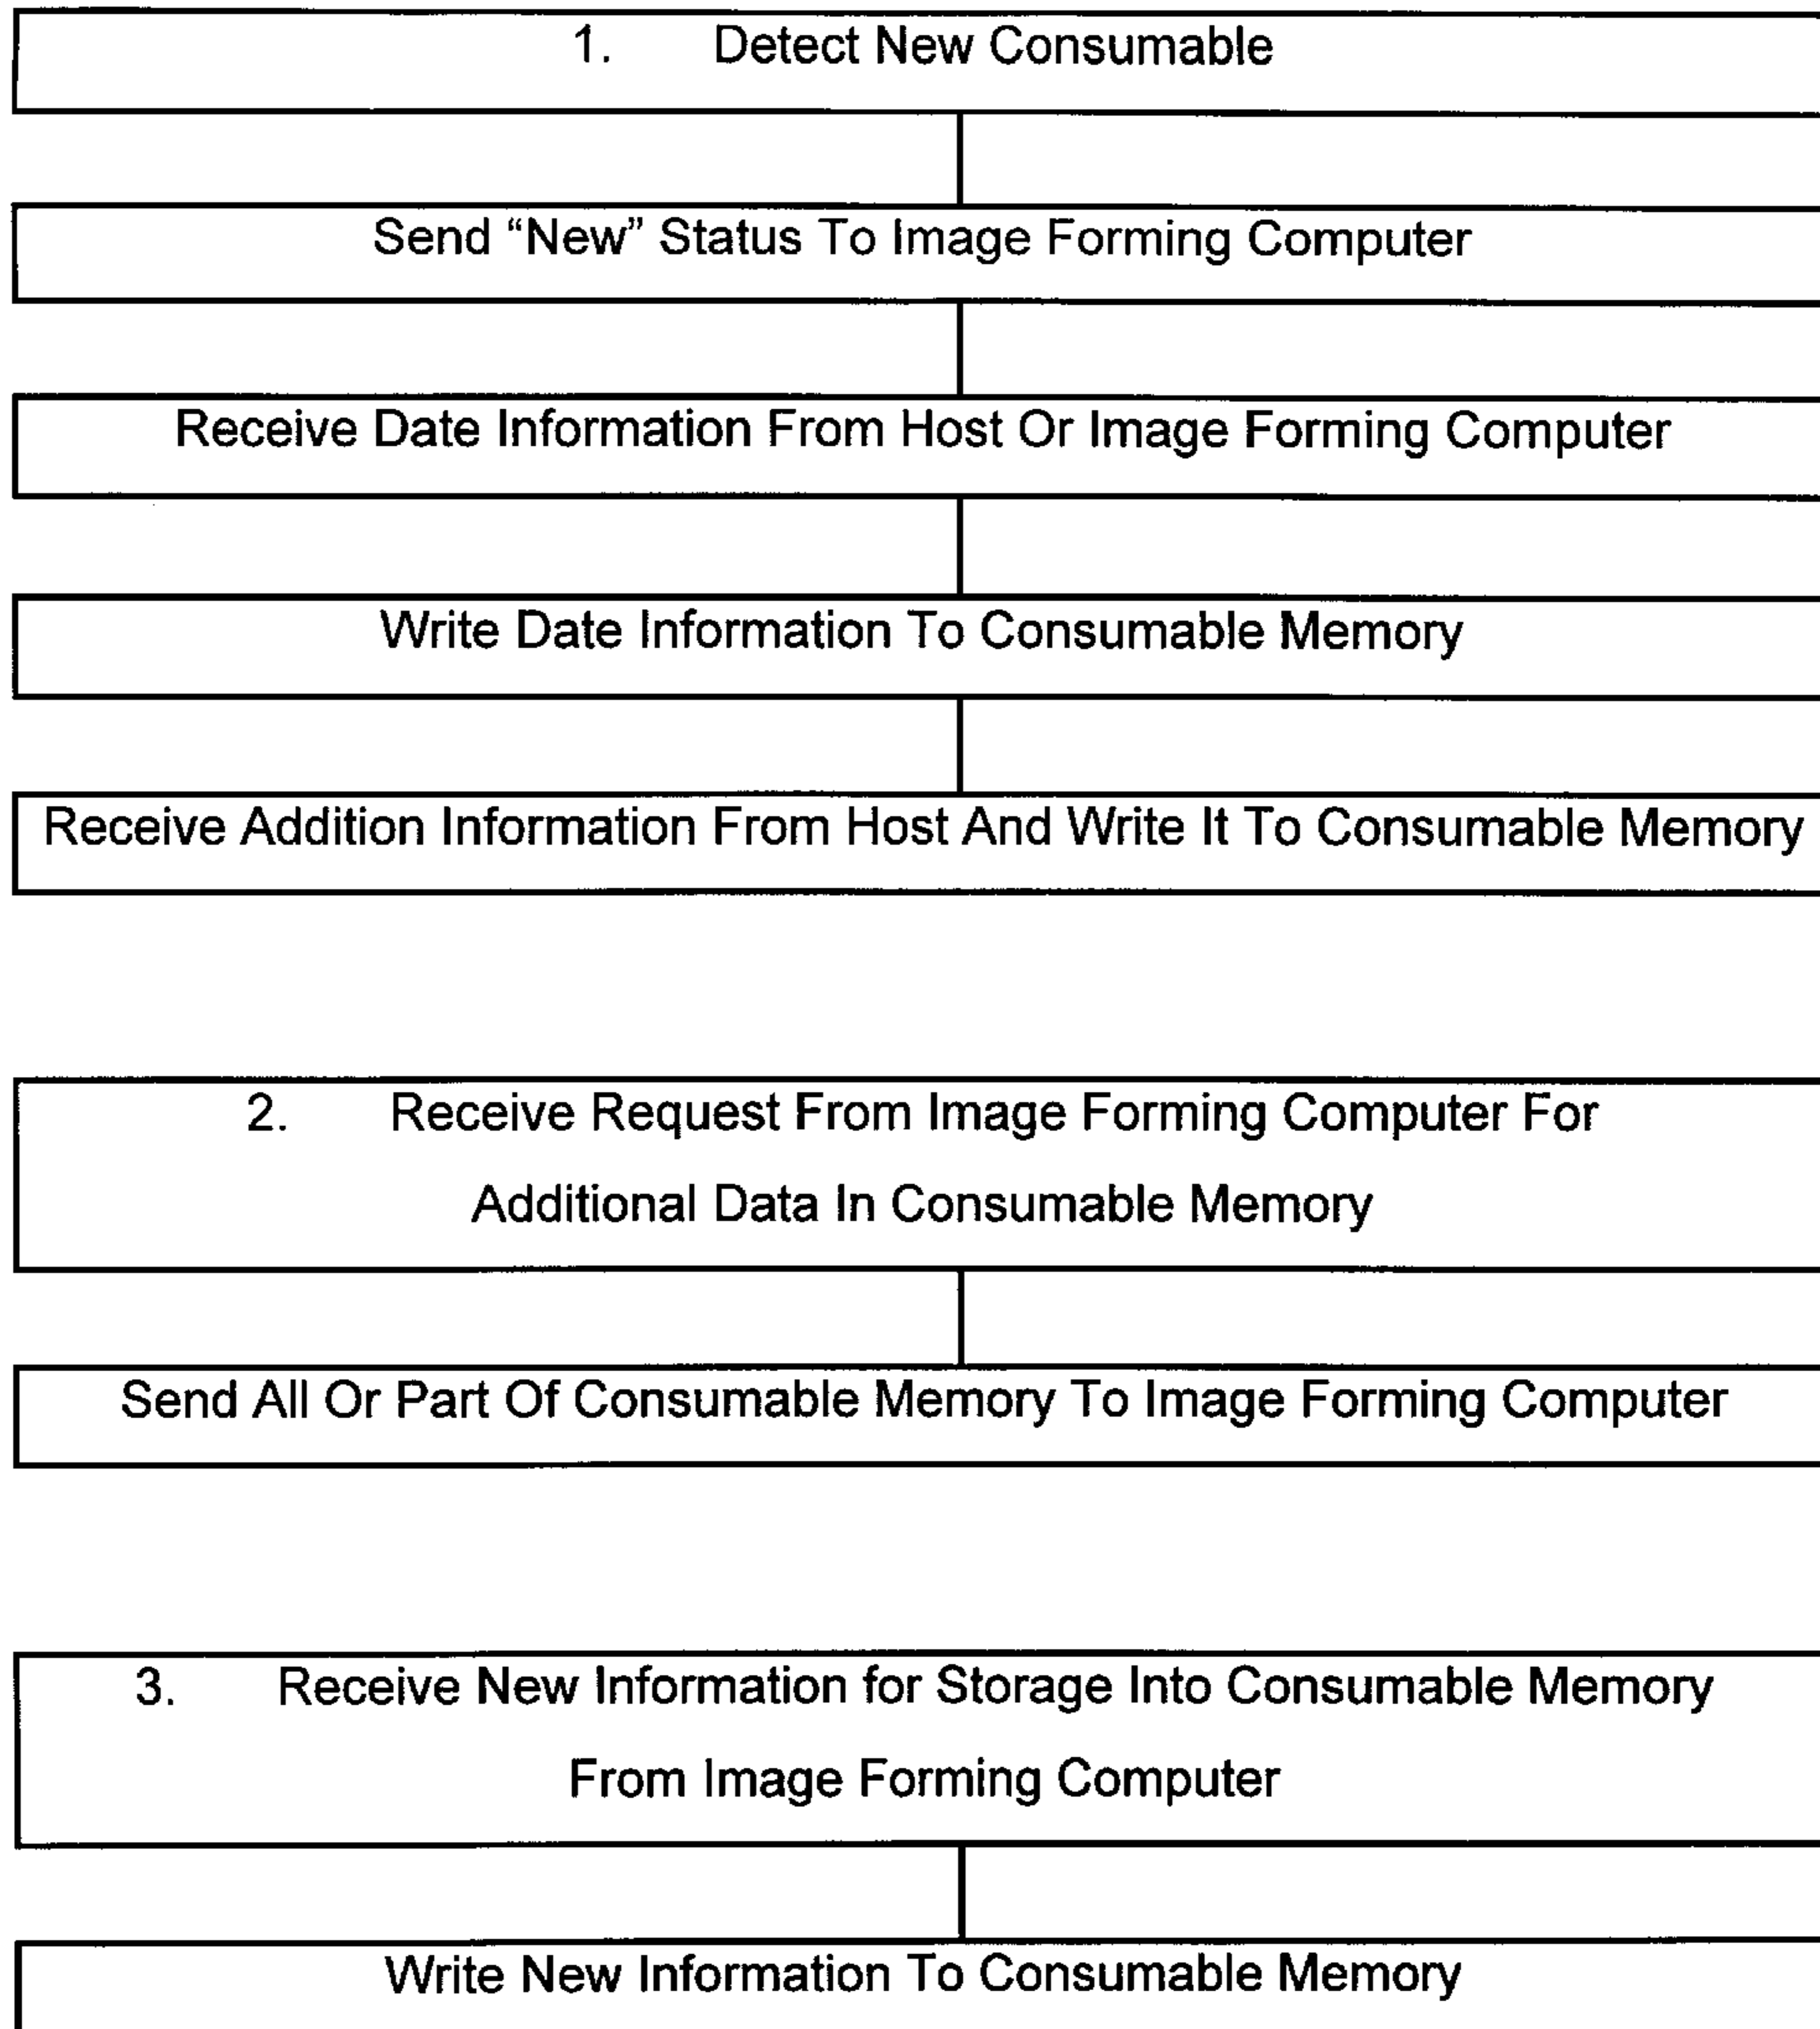 1. Detect New Consumable
Send “New” Status To Image Forming Computer
Receive Date Information From Host Or Image Forming Computer
Write Date Information To Consumable Memory
Receive Addition Information From Host And Write It To Consumable Memory
2. Receive Request From Image Forming Computer For
Additional Data In Consumable Memory
Send All Or Part Of Consumable Memory To Image Forming Computer
3. Receive New Information for Storage Into Consumable Memory
From Image Forming Computer
Write New Information To Consumable Memory